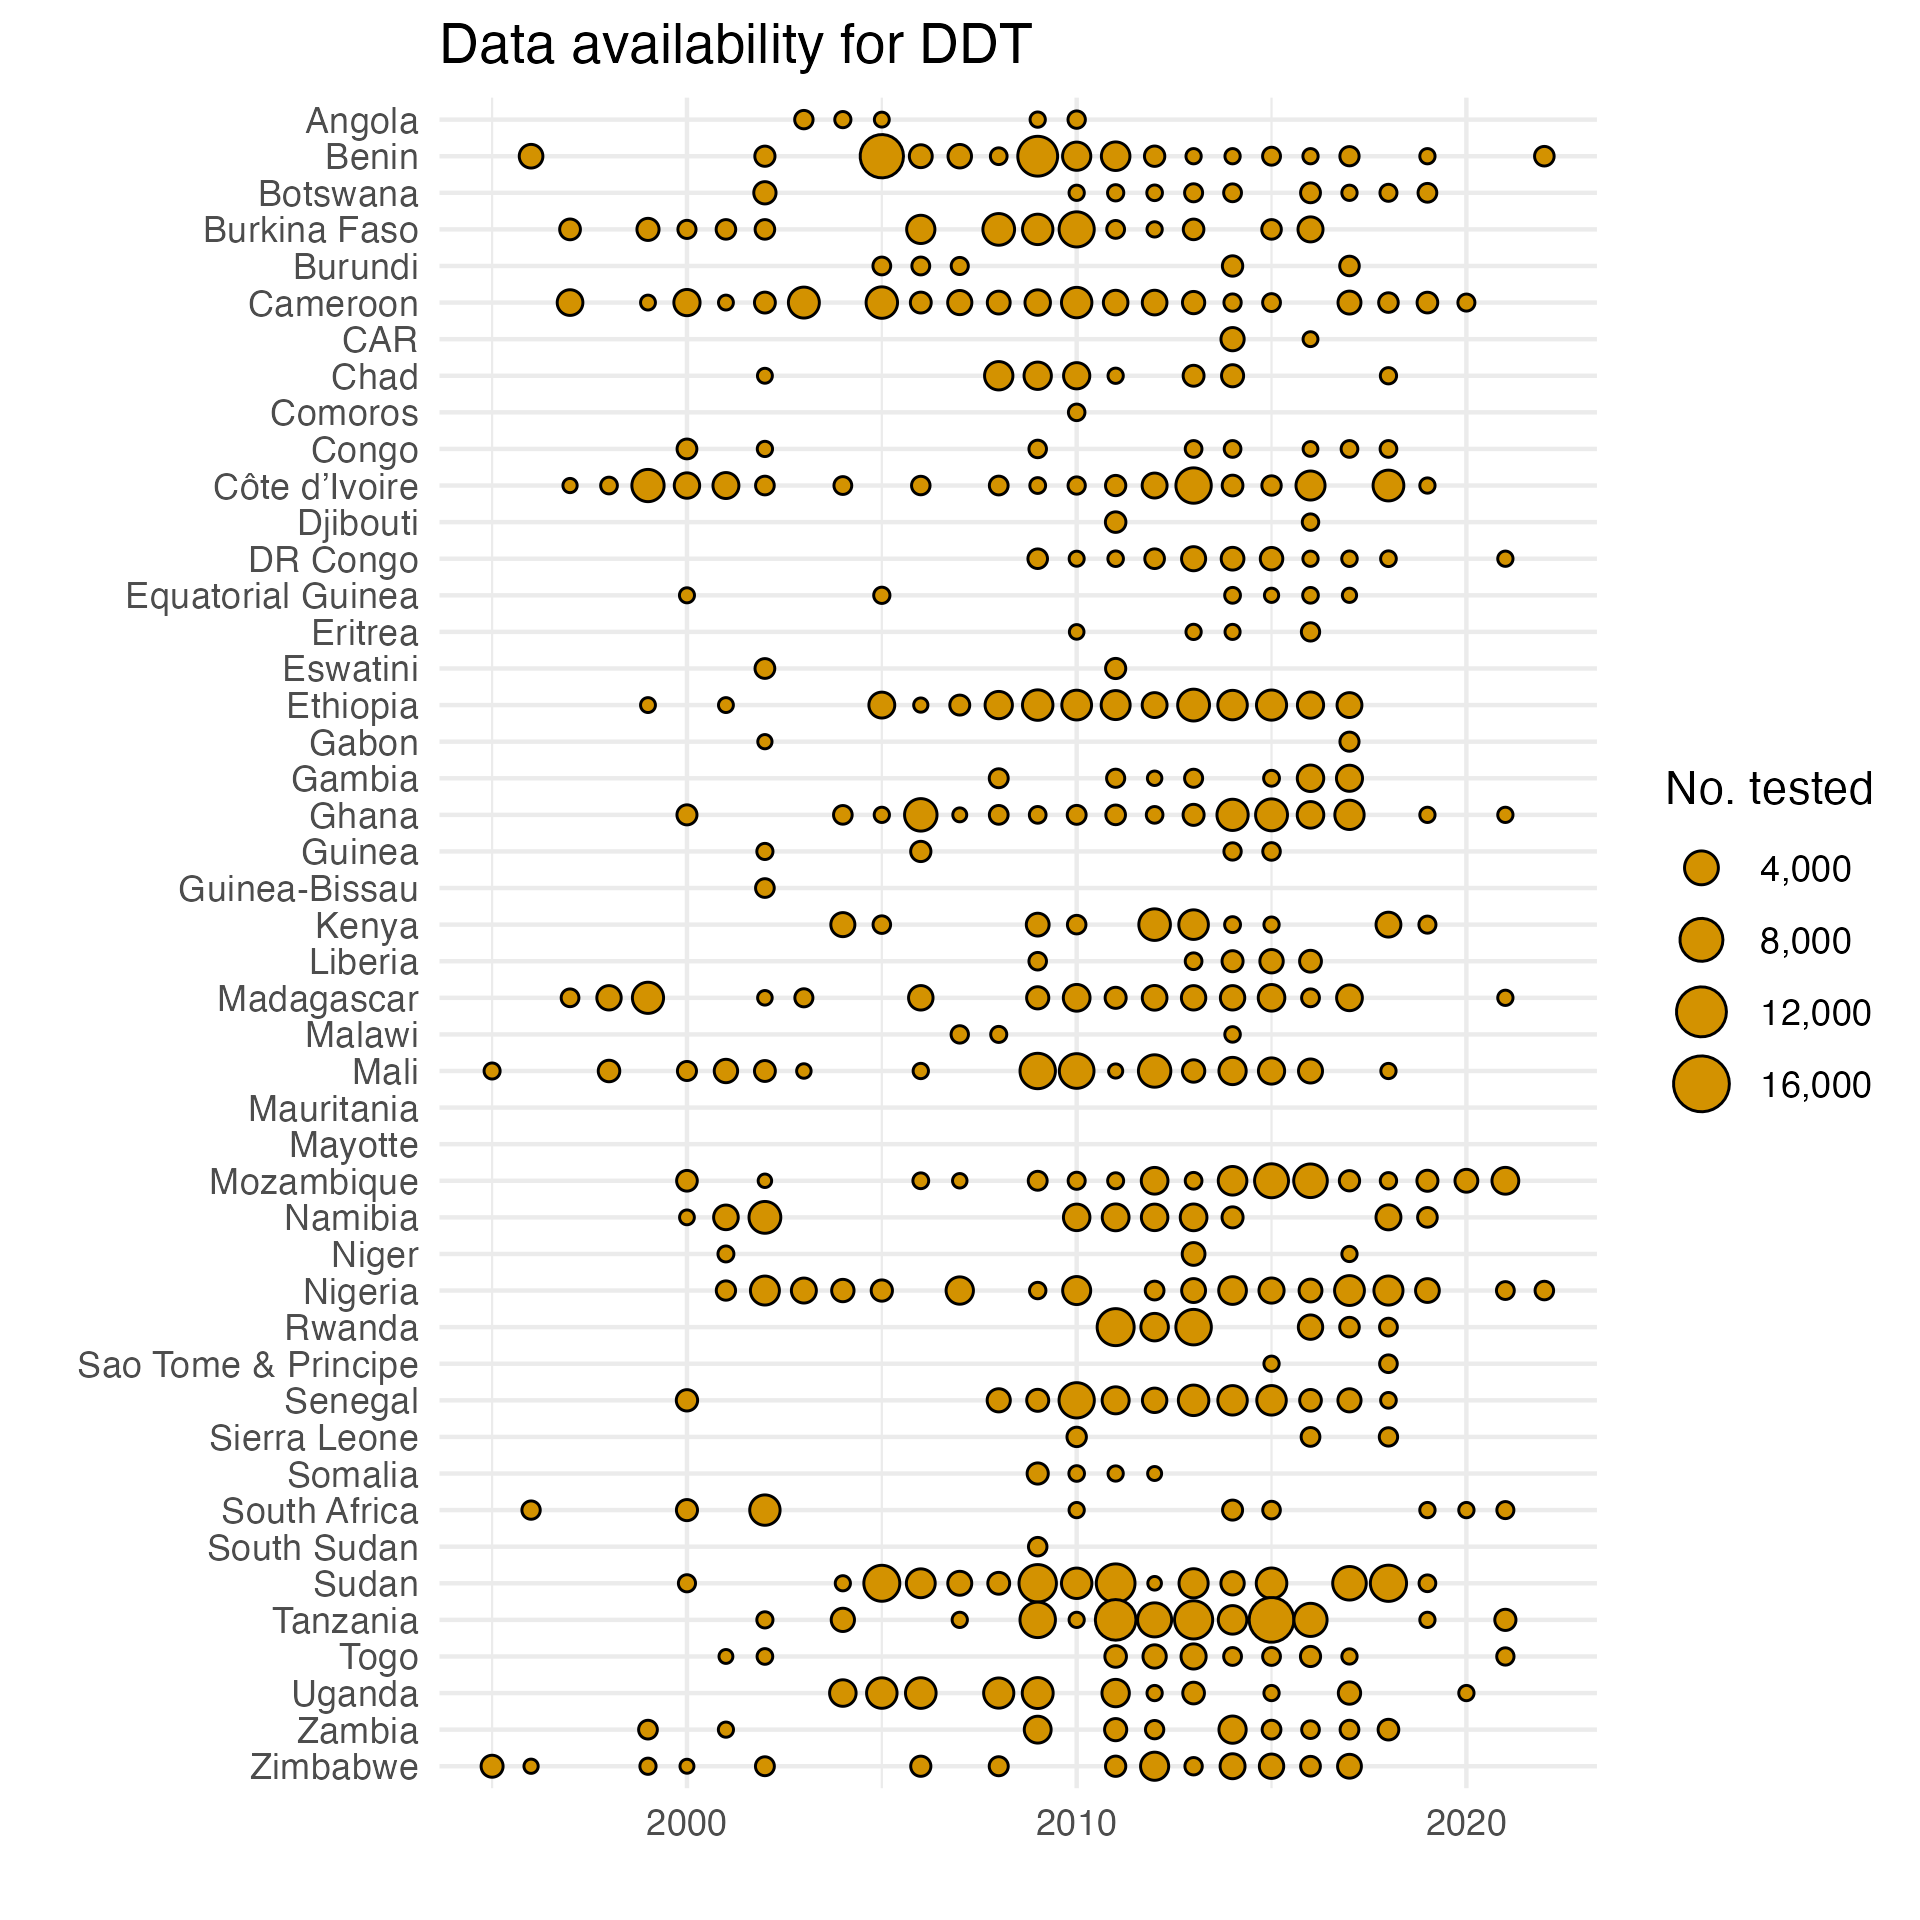 Data availability for DDT
Angola
Benin
Botswana
Burkina Faso
Burundi
Cameroon
CAR
Chad
Comoros
Congo
Côte d’Ivoire
Djibouti
DR Congo
Equatorial Guinea
Eritrea
Eswatini
Ethiopia
Gabon
Gambia
Ghana
Guinea
Guinea-Bissau
Kenya
Liberia
Madagascar
Malawi
Mali
Mauritania
Mayotte
Mozambique
Namibia
Niger
Nigeria
Rwanda
Sao Tome & Principe
Senegal
Sierra Leone
Somalia
South Africa
South Sudan
Sudan
Tanzania
Togo
Uganda
Zambia
Zimbabwe
2000 2010 2020
No. tested
4,000
8,000
12,000
16,000